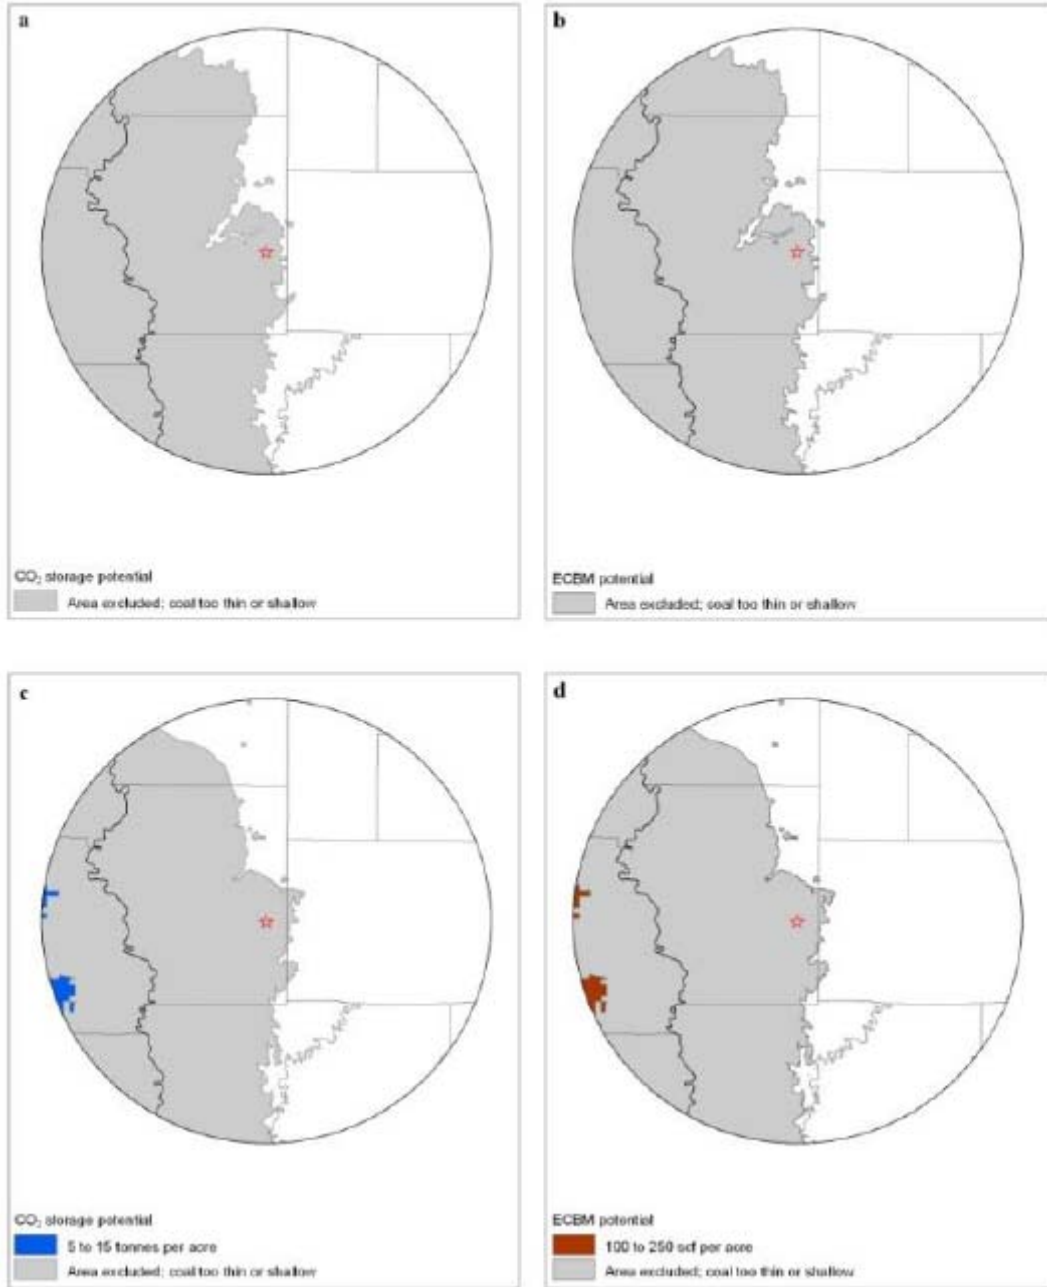 a
b
CO₂ storage potential
Area excluded; coal too thin or shallow
ECBM potential
Area excluded; coal too thin or shallow
c
d
CO₂ storage potential
5 to 15 tonnes per acre
Area excluded; coal too thin or shallow
ECBM potential
100 to 250 scf per acre
Area excluded; coal too thin or shallow